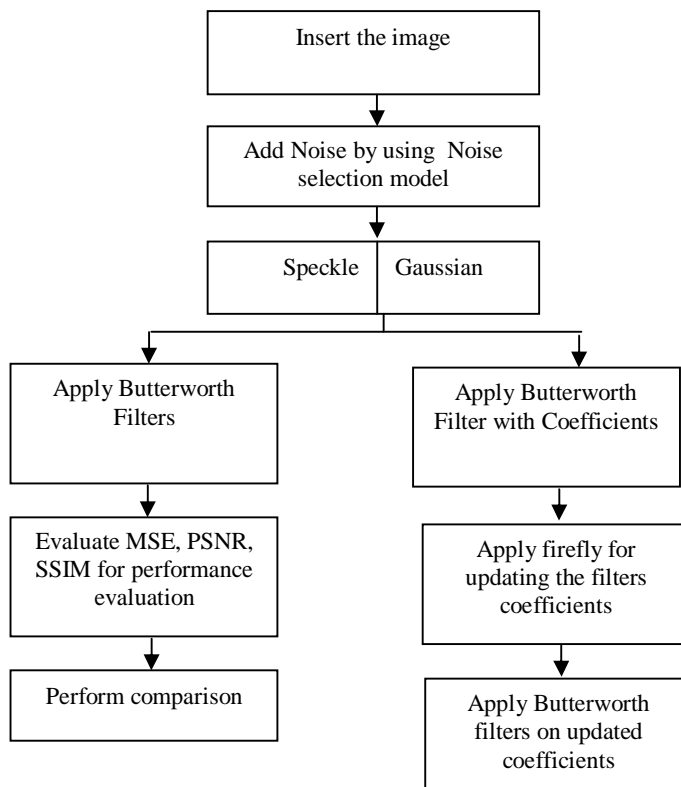 Insert the image
Add Noise by using Noise
selection model
Speckle
Gaussian
Apply Butterworth
Filters
Apply Butterworth
Filter with Coefficients
Evaluate MSE, PSNR,
SSIM for performance
evaluation
Apply firefly for
updating the filters
coefficients
Perform comparison
Apply Butterworth
filters on updated
coefficients